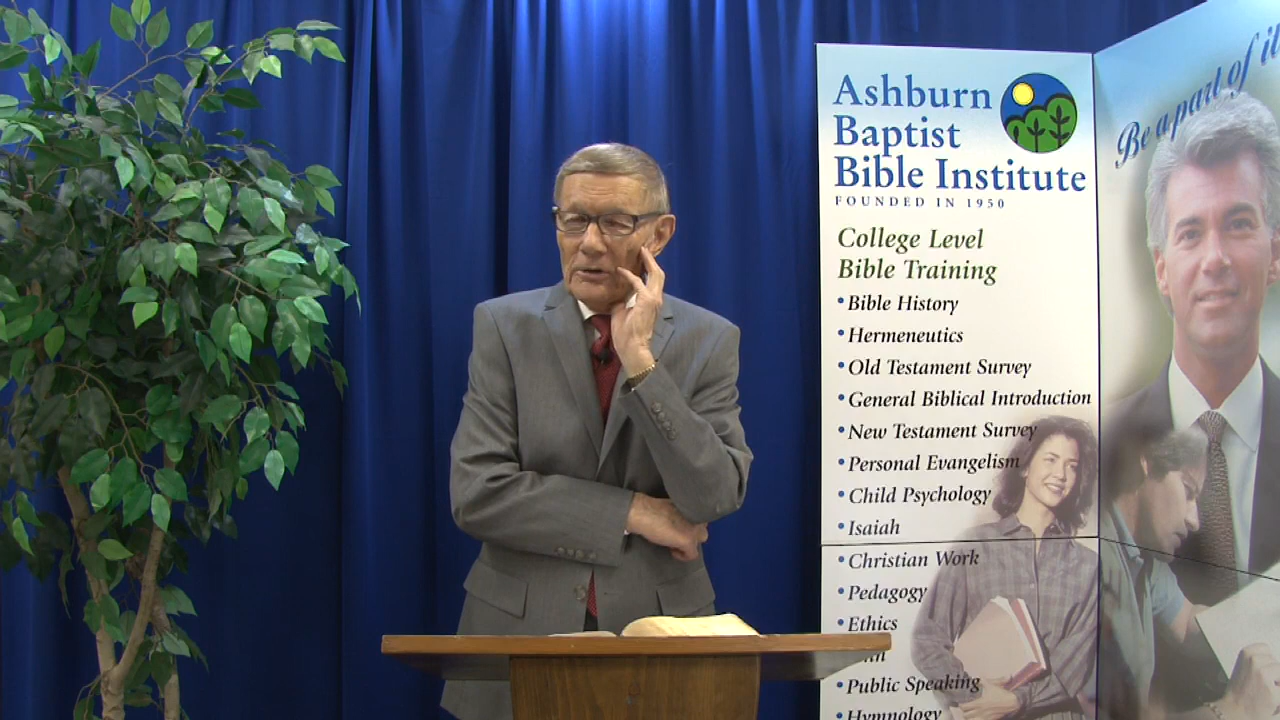 Ashburn
Baptist
Bible Institute
FOUNDED IN 1950
College Level
Bible Training
• Bible History
• Hermeneutics
• Old Testament Survey
• General Biblical Introduction
• New Testament Survey
• Personal Evangelism
• Child Psychology
• Isaiah
• Christian Work
• Pedagogy
• Ethics
• Public Speaking
• Hymnology
Be a part of it